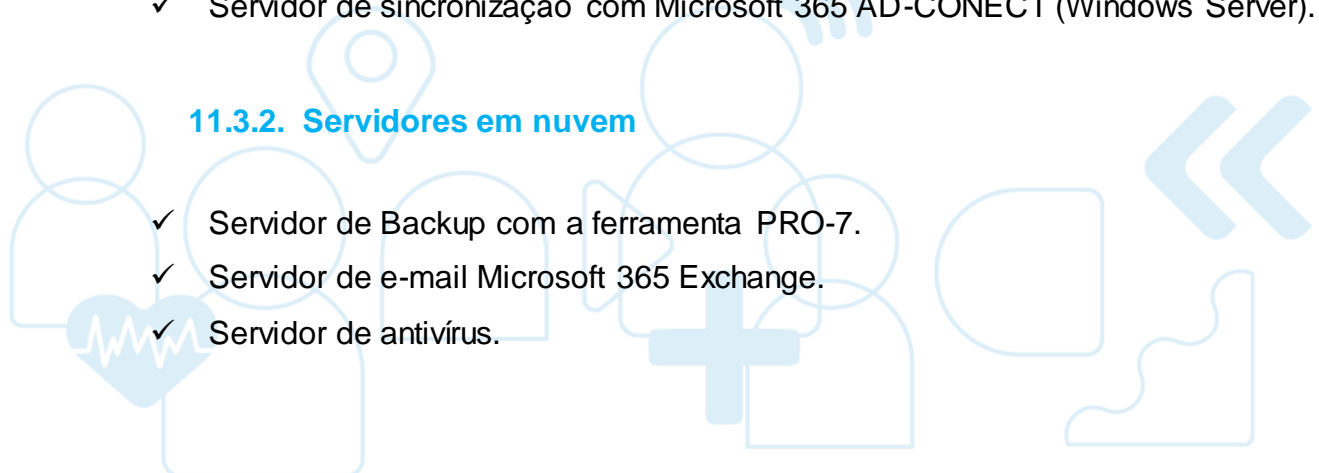 ✓ Servidor de sincronização com Microsoft 365 AD-CONECT (Windows Server).
11.3.2. Servidores em nuvem
✓ Servidor de Backup com a ferramenta PRO-7.
✓ Servidor de e-mail Microsoft 365 Exchange.
✓ Servidor de antivírus.